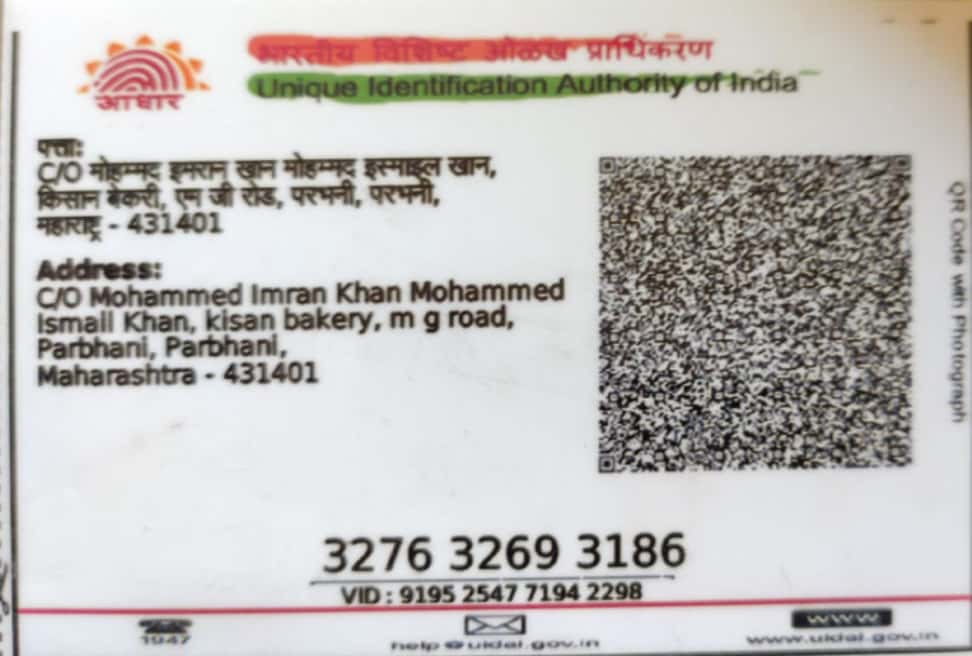 भारतीय विशिष्ट ओळख प्राधिकरण
Unique Identification Authority of India
आधार
पत्ता:
C/O मोहम्मद इमरान खान मोहम्मद इस्माइल खान,
किसान बेकरी, एम जी रोड, परभणी, परभणी,
महाराष्ट्र - 431401
Address:
C/O Mohammed Imran Khan Mohammed
Ismail Khan, kisan bakery, m g road,
Parbhani, Parbhani,
Maharashtra - 431401
QR Code with Photograph
3276 3269 3186
VID : 9195 2547 7194 2298
1947
help@uidai.gov.in
www
www.uidai.gov.in